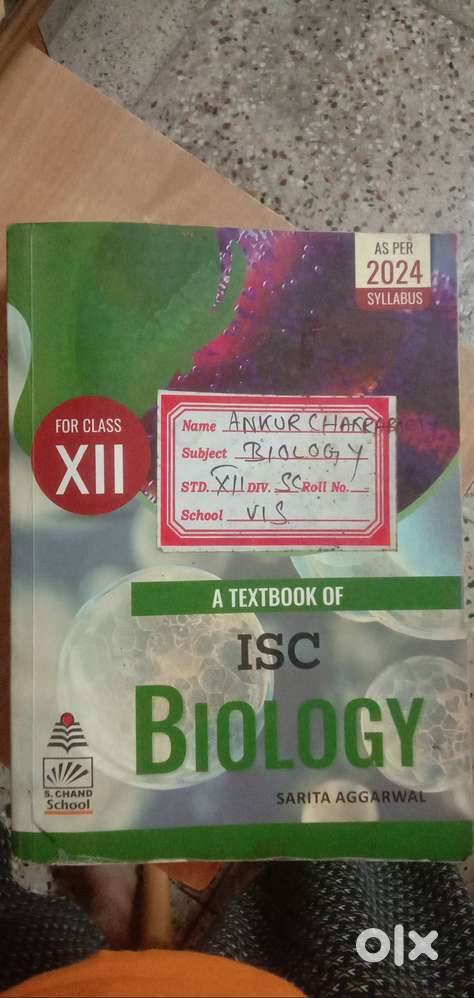 AS PER
2024
SYLLABUS
FOR CLASS
XII
Name ANKUR CHAKRABORTY
Subject BIOLOGY
STD. XII DIV. SC Roll No.
School VIS
A TEXTBOOK OF
ISC
BIOLOGY
SARITA AGGARWAL
S. CHAND
School
olx